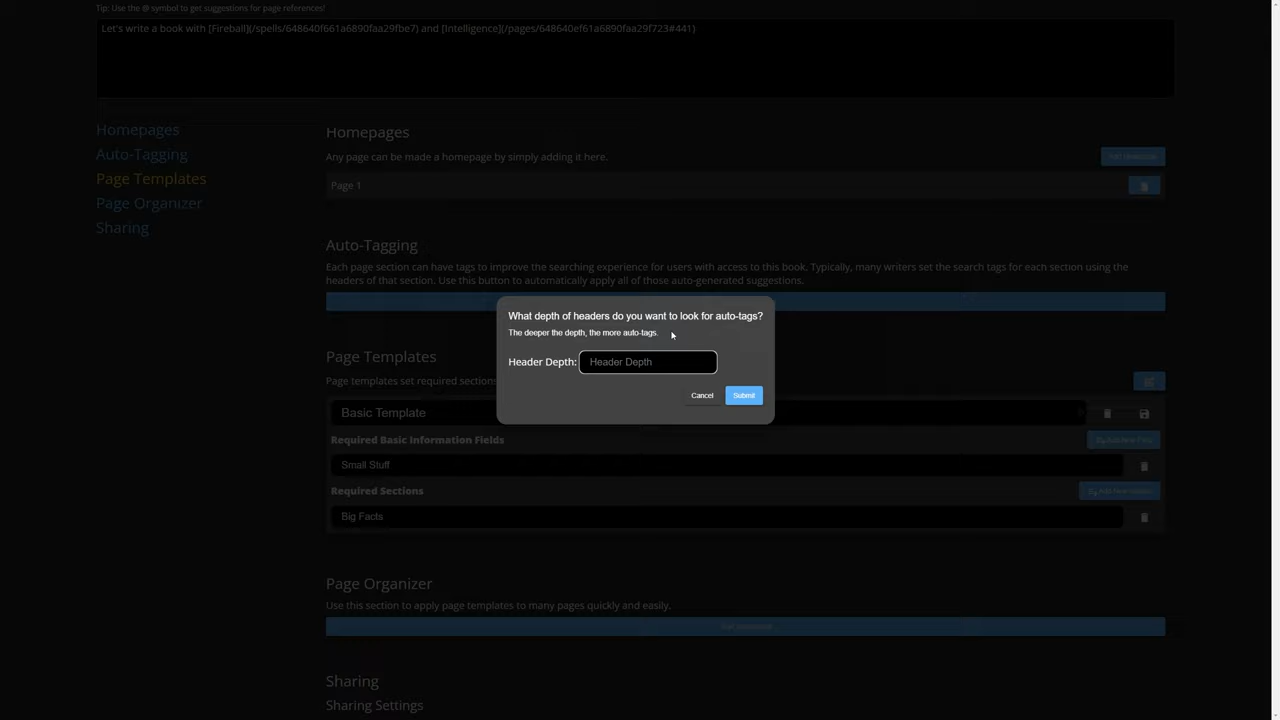 Tip: Use the @ symbol to get suggestions for page references?
Let's write a book with [Fireball](/spells/648640f661a6890faa29fbe7) and [Intelligence](/pages/648640ef61a6890faa29f723#441)
Homepages
Auto-Tagging
Page Templates
Page Organizer
Sharing
Homepages
Any page can be made a homepage by simply adding it here.
Page 1
Auto-Tagging
Each page section can have tags to improve the searching experience for users with access to this book. Typically, many writers set the search tags for each section using the
headers of that section. Use this button to automatically apply all of those auto-generated suggestions.
What depth of headers do you want to look for auto-tags?
The deeper the depth, the more auto-tags.
Header Depth: Header Depth
Cancel Submit
Page Templates
Page templates set required sections
Basic Template
Required Basic Information Fields
Small Stuff
Required Sections
Big Facts
Page Organizer
Use this section to apply page templates to many pages quickly and easily.
Sharing
Sharing Settings